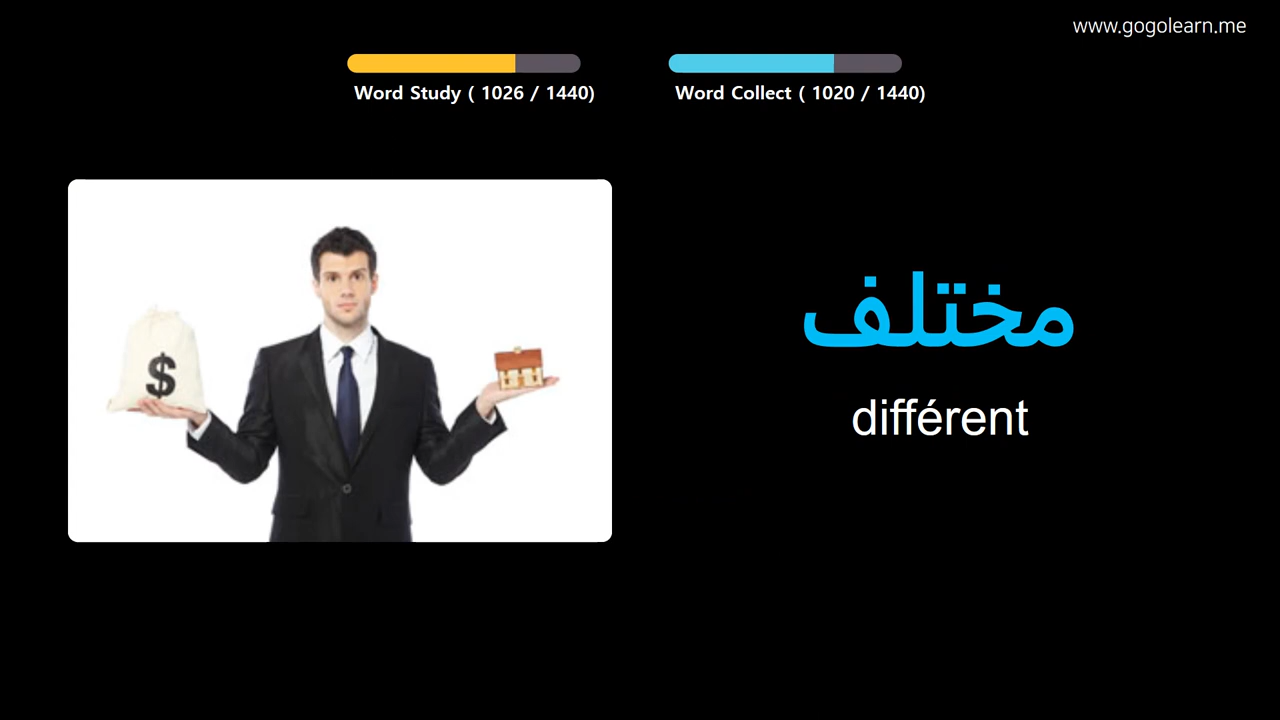 www.gogolearn.me
Word Study ( 1026 / 1440)
Word Collect ( 1020 / 1440)
$
مختلف
différent